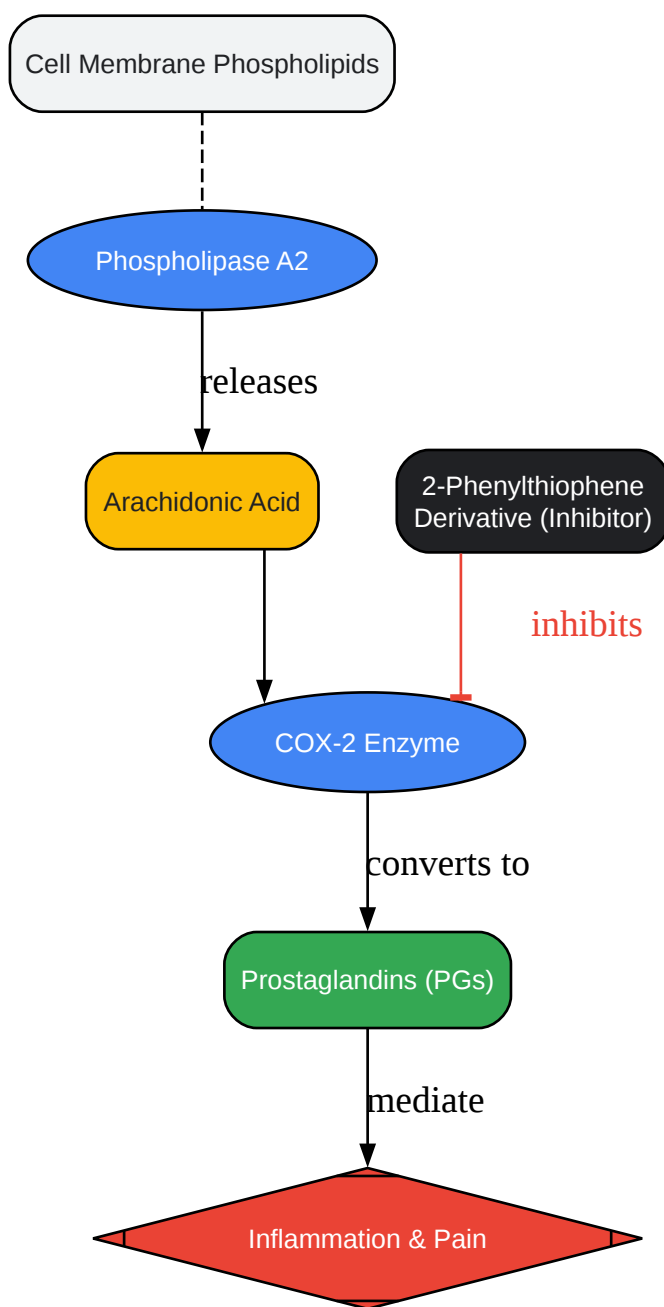 Cell Membrane Phospholipids
Phospholipase A2
releases
Arachidonic Acid
2-Phenylthiophene
Derivative (Inhibitor)
inhibits
COX-2 Enzyme
converts to
Prostaglandins (PGs)
mediate
Inflammation & Pain